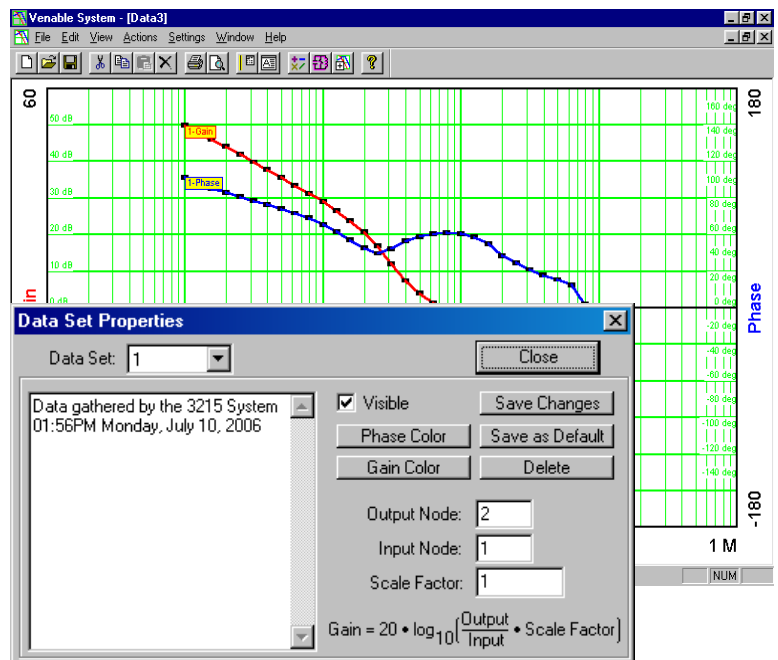 Venable System - [Data3]
File Edit View Actions Settings Window Help
60
180
60 dB
40 dB
30 dB
20 dB
10 dB
0 dB
1-Gain
1-Phase
160 deg
140 deg
120 deg
100 deg
80 deg
60 deg
40 deg
20 deg
0 deg
-20 deg
-40 deg
-60 deg
-80 deg
-100 deg
-120 deg
-140 deg
in
Phase
-180
1 M
NUM
Data Set Properties
Data Set: 1
Close
Data gathered by the 3215 System
01:56PM Monday, July 10, 2006
Visible
Save Changes
Phase Color
Save as Default
Gain Color
Delete
Output Node: 2
Input Node: 1
Scale Factor: 1
Gain = 20 • log10(Output/Input • Scale Factor)